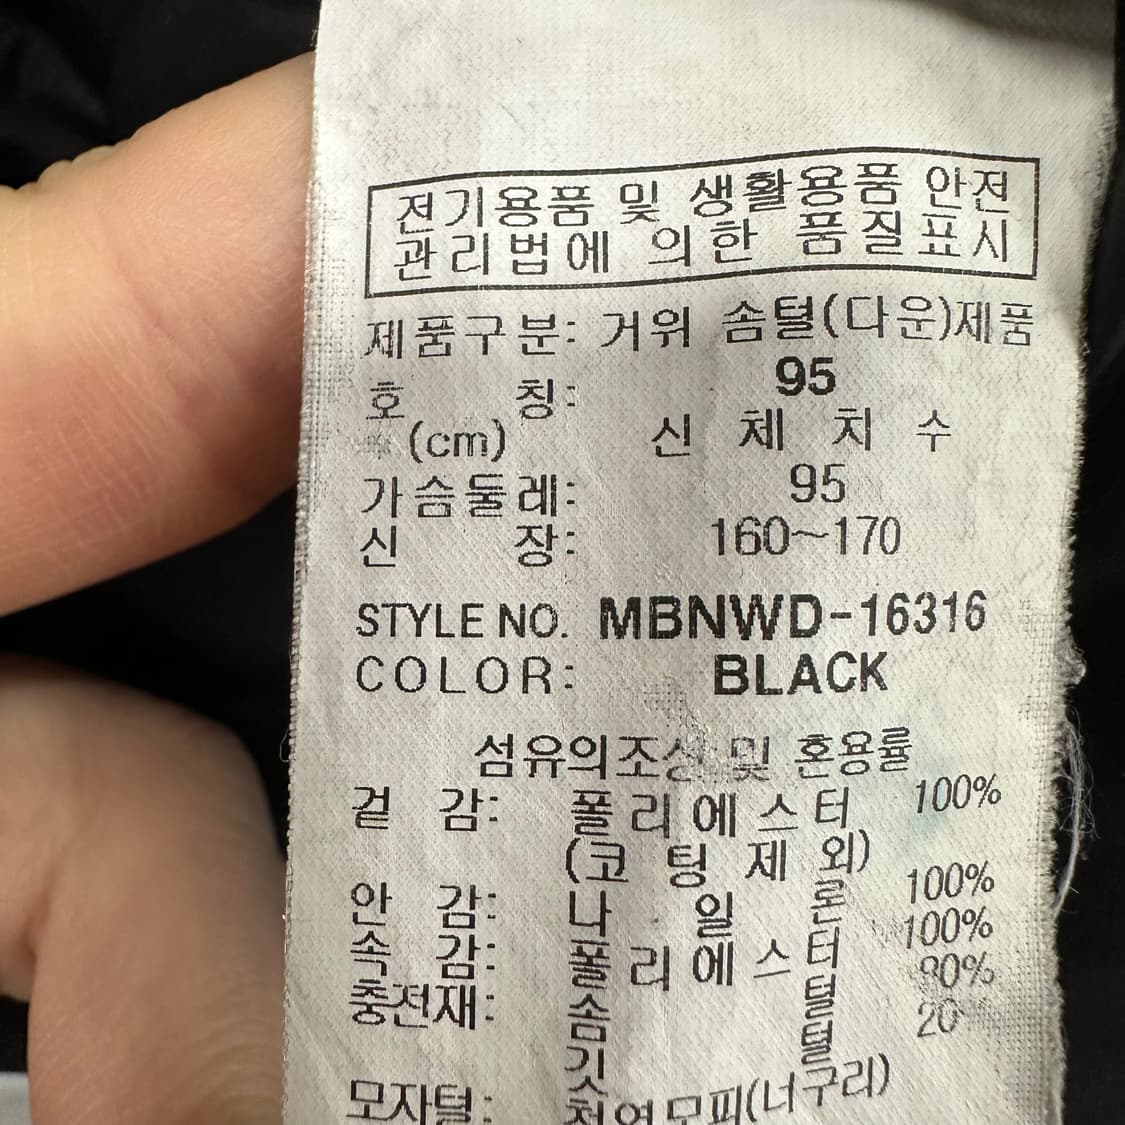 전기용품 및 생활용품 안전
관리법에 의한 품질표시
제품구분: 거위 솜털(다운)제품
호 칭: 95
(cm) 신 체 치 수
가슴둘레: 95
신 장: 160~170
STYLE NO. MBNWD-16316
COLOR: BLACK
섬유의조성 및 혼용률
겉 감: 폴리에스터 100%
(코 팅 제 외)
안 감: 나 일 론 100%
속 감: 폴리에스터 100%
충전재: 솜 털 80%
깃 털 20
모자털: 천연모피(너구리)